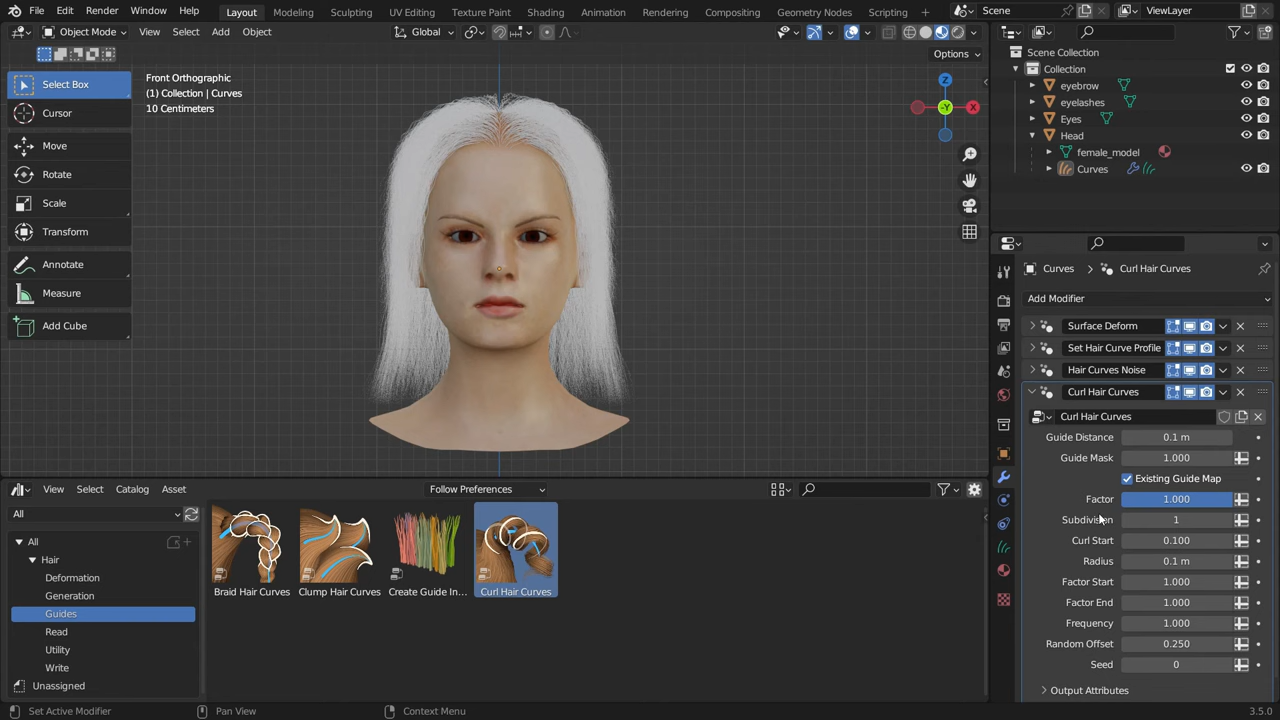 File Edit Render Window Help Layout Modeling Sculpting UV Editing Texture Paint Shading Animation Rendering Compositing Geometry Nodes Scripting + Scene ViewLayer
Object Mode View Select Add Object Global
Options
Select Box
Cursor
Move
Rotate
Scale
Transform
Annotate
Measure
Add Cube
Front Orthographic
(1) Collection | Curves
10 Centimeters
Z
-Y
X
Scene Collection
Collection
eyebrow
eyelashes
Eyes
Head
female_model
Curves
Curves Curl Hair Curves
Add Modifier
Surface Deform
Set Hair Curve Profile
Hair Curves Noise
Curl Hair Curves
Curl Hair Curves
Guide Distance 0.1 m
Guide Mask 1.000
Existing Guide Map
Factor 1.000
Subdivision 1
Curl Start 0.100
Radius 0.1 m
Factor Start 1.000
Factor End 1.000
Frequency 1.000
Random Offset 0.250
Seed 0
Output Attributes
View Select Catalog Asset Follow Preferences
All
All
Hair
Deformation
Generation
Guides
Read
Utility
Write
Unassigned
Braid Hair Curves Clump Hair Curves Create Guide In... Curl Hair Curves
Set Active Modifier Pan View Context Menu 3.5.0